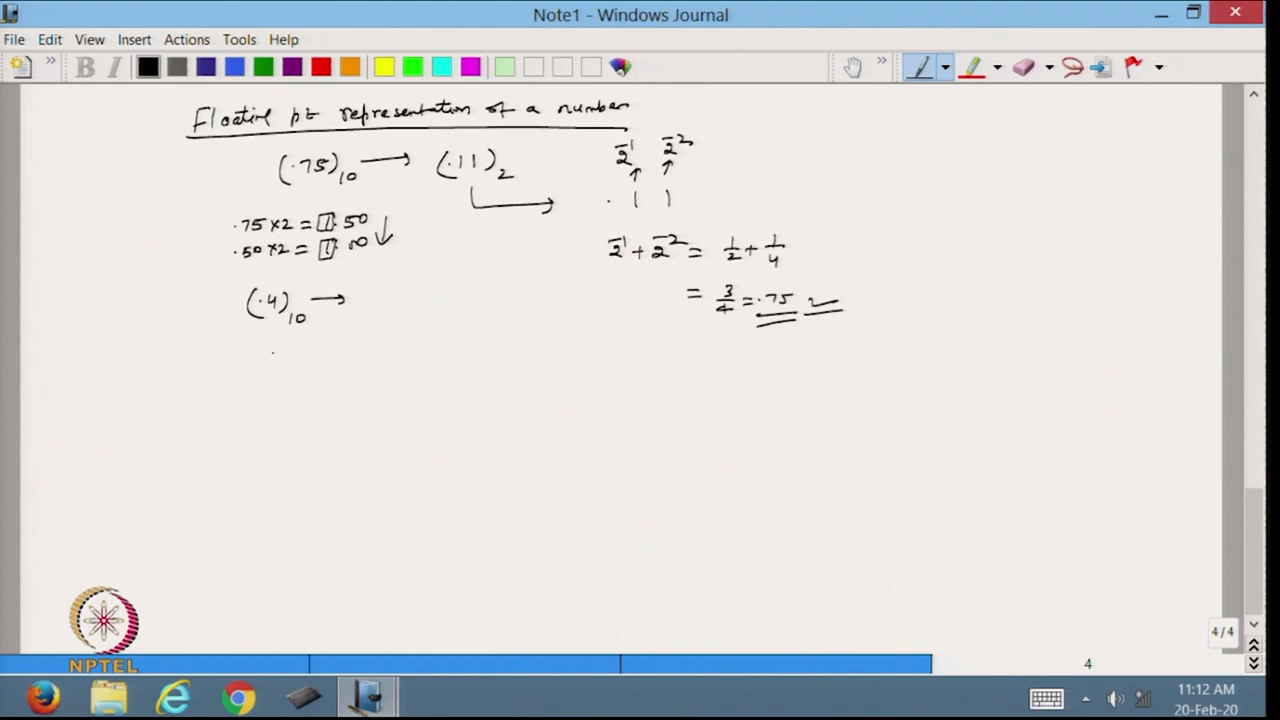 Note1 - Windows Journal
File Edit View Insert Actions Tools Help
Floating pt representation of a number
(.75)₁₀ → (.11)₂
2⁻¹ 2⁻²
. 1 1
.75×2 = 1.50
.50×2 = 1.00
2⁻¹ + 2⁻² = 1/2 + 1/4
= 3/4 = .75
(.4)₁₀ →
4/4
NPTEL
4
11:12 AM
20-Feb-20